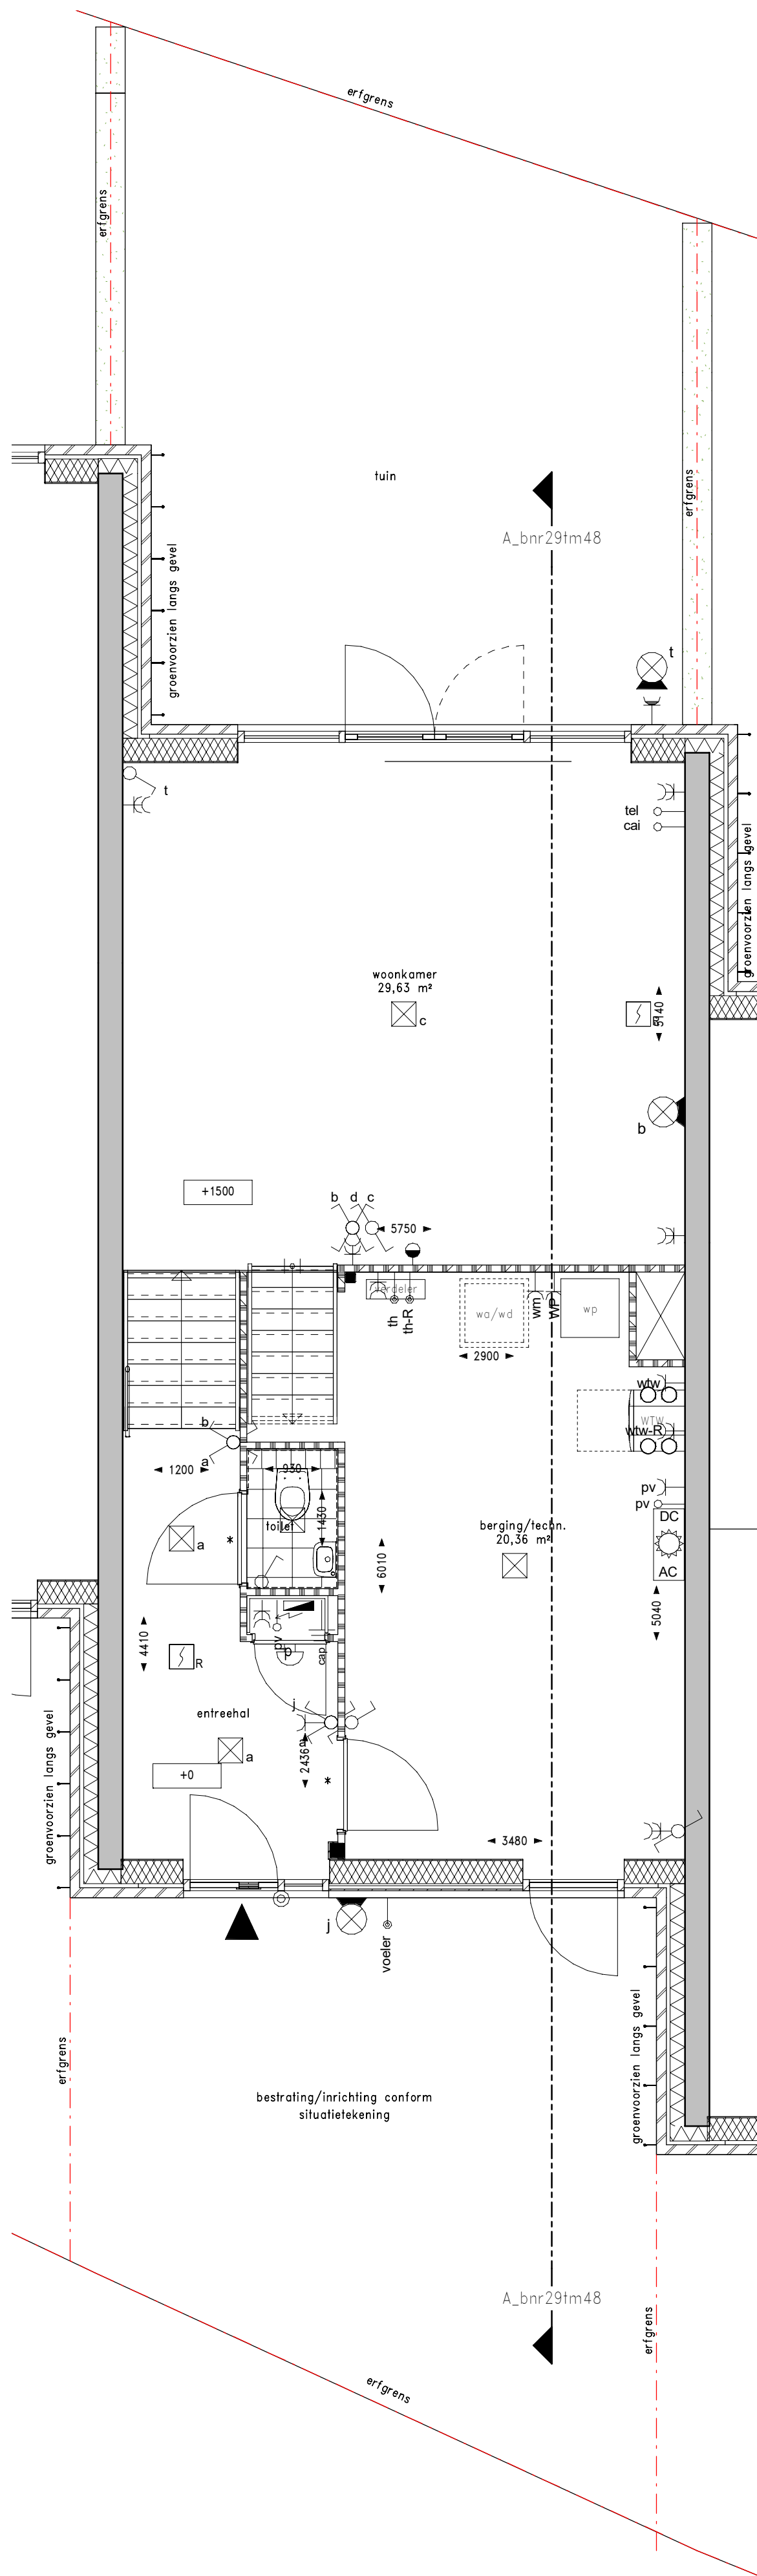 erfgrens
erfgrens
tuin
erfgrens
A_bnr29tm48
groenvoorzien langs gevel
t
t
tel
cai
groenvoorzien langs gevel
woonkamer
29,63 m²
c
5140
b
+1500
b d c
5750
verdeler
th
th-R
wa/wd
wm
WP
wp
2900
wtw
WTW
wtw-R
b
a
1200
930
1430
toilet
*
a
pv
pv
DC
AC
berging/techn.
20,36 m²
6010
5040
4410
R
pv
p
cap
entreehal
j
a
2436
*
+0
groenvoorzien langs gevel
3480
j
voeler
erfgrens
groenvoorzien langs gevel
bestrating/inrichting conform
situatietekening
A_bnr29tm48
erfgrens
erfgrens